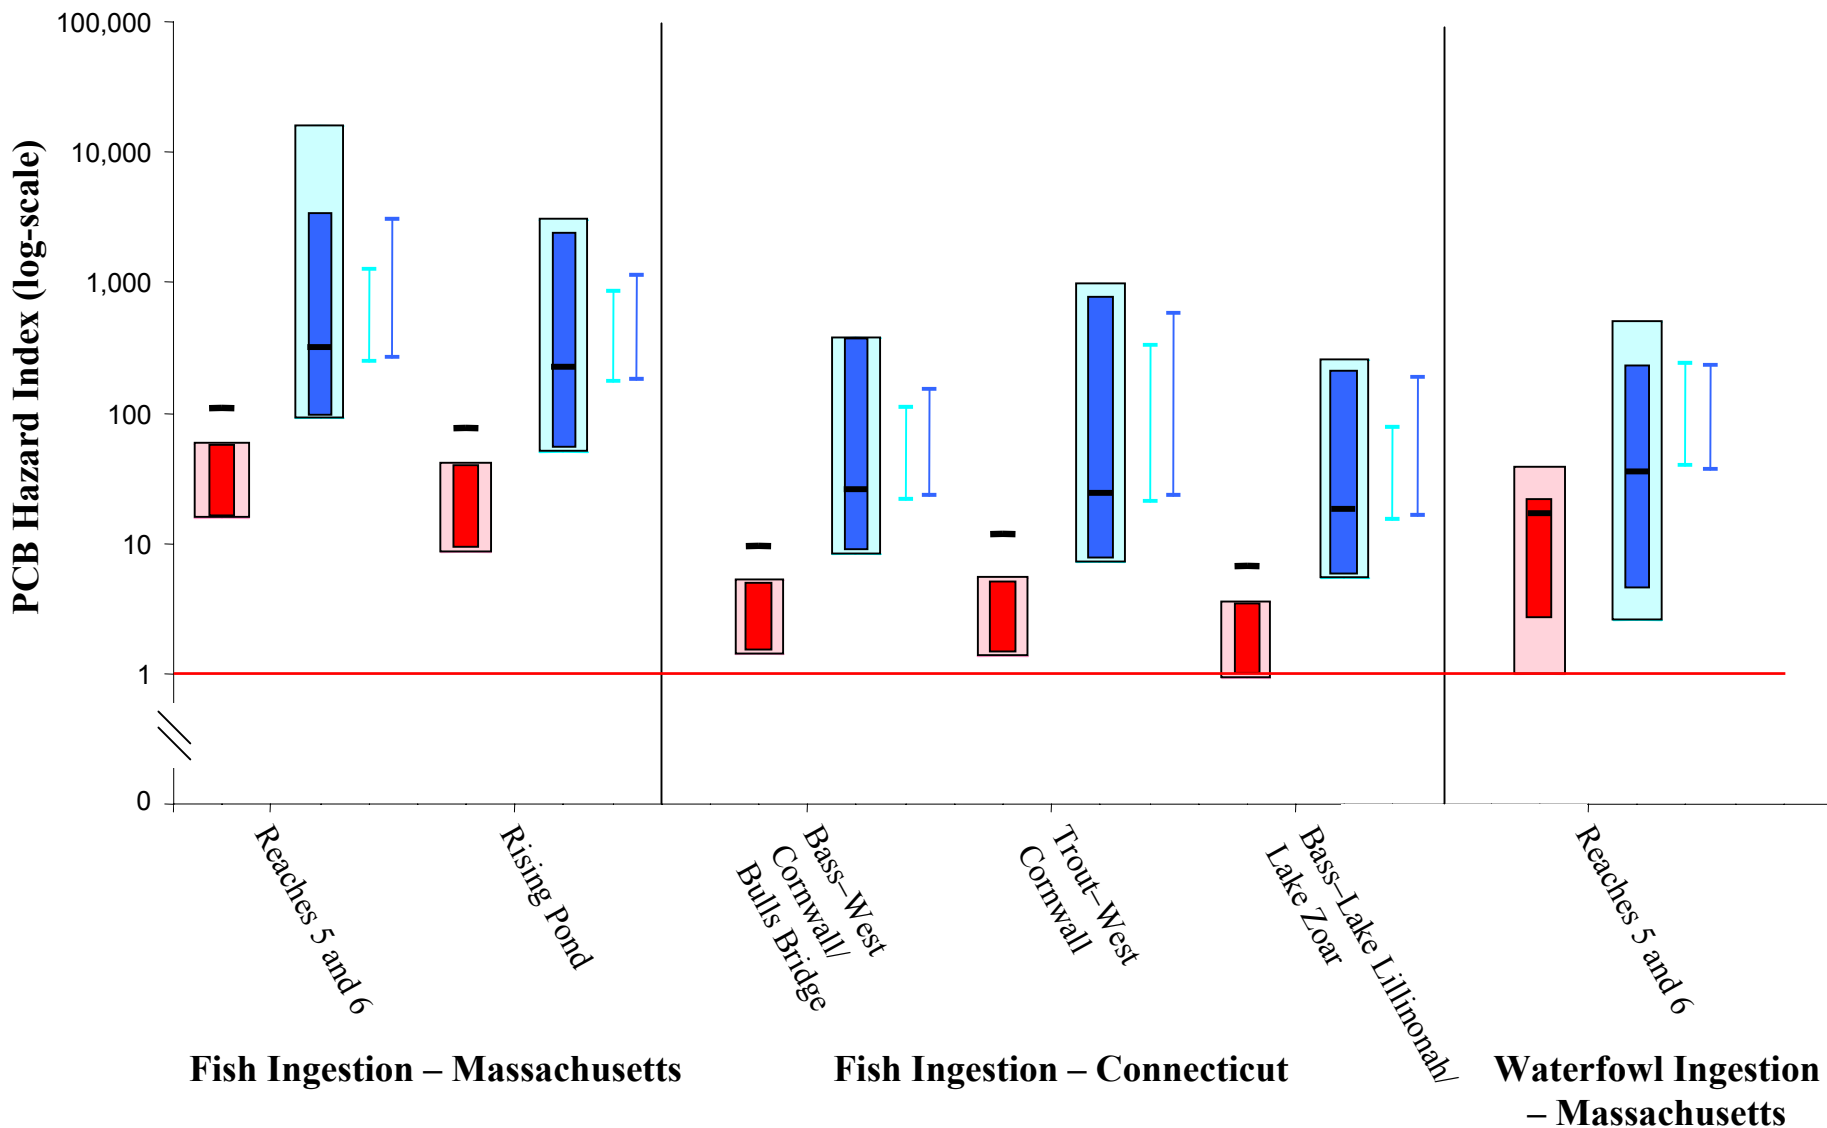 100,000
10,000
1,000
100
10
1
0
PCB Hazard Index (log-scale)
Reaches 5 and 6
Rising Pond
Bass–West
Cornwall/
Bulls Bridge
Trout–West
Cornwall
Bass–Lake Lillinonah/
Lake Zoar
Reaches 5 and 6
Fish Ingestion – Massachusetts
Fish Ingestion – Connecticut
Waterfowl Ingestion
– Massachusetts